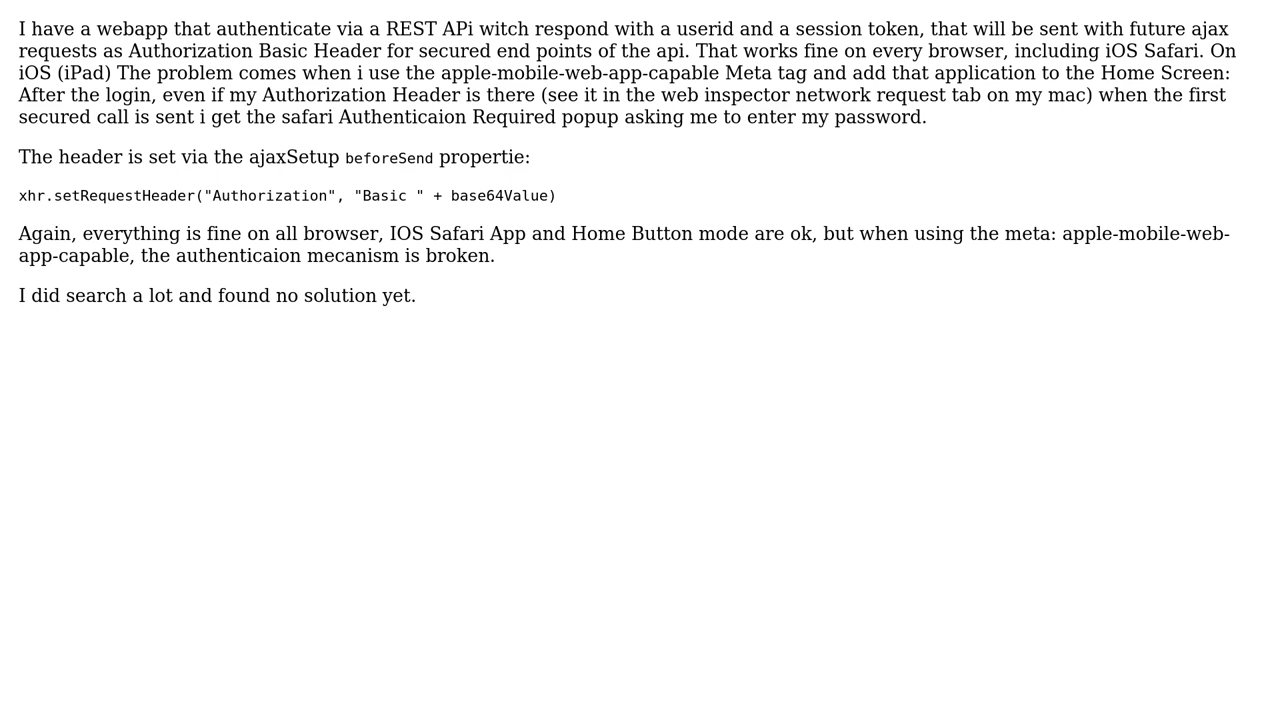 I have a webapp that authenticate via a REST APi witch respond with a userid and a session token, that will be sent with future ajax
requests as Authorization Basic Header for secured end points of the api. That works fine on every browser, including iOS Safari. On
iOS (iPad) The problem comes when i use the apple-mobile-web-app-capable Meta tag and add that application to the Home Screen:
After the login, even if my Authorization Header is there (see it in the web inspector network request tab on my mac) when the first
secured call is sent i get the safari Authenticaion Required popup asking me to enter my password.
The header is set via the ajaxSetup beforeSend propertie:
xhr.setRequestHeader("Authorization", "Basic " + base64Value)
Again, everything is fine on all browser, IOS Safari App and Home Button mode are ok, but when using the meta: apple-mobile-web-
app-capable, the authenticaion mecanism is broken.
I did search a lot and found no solution yet.